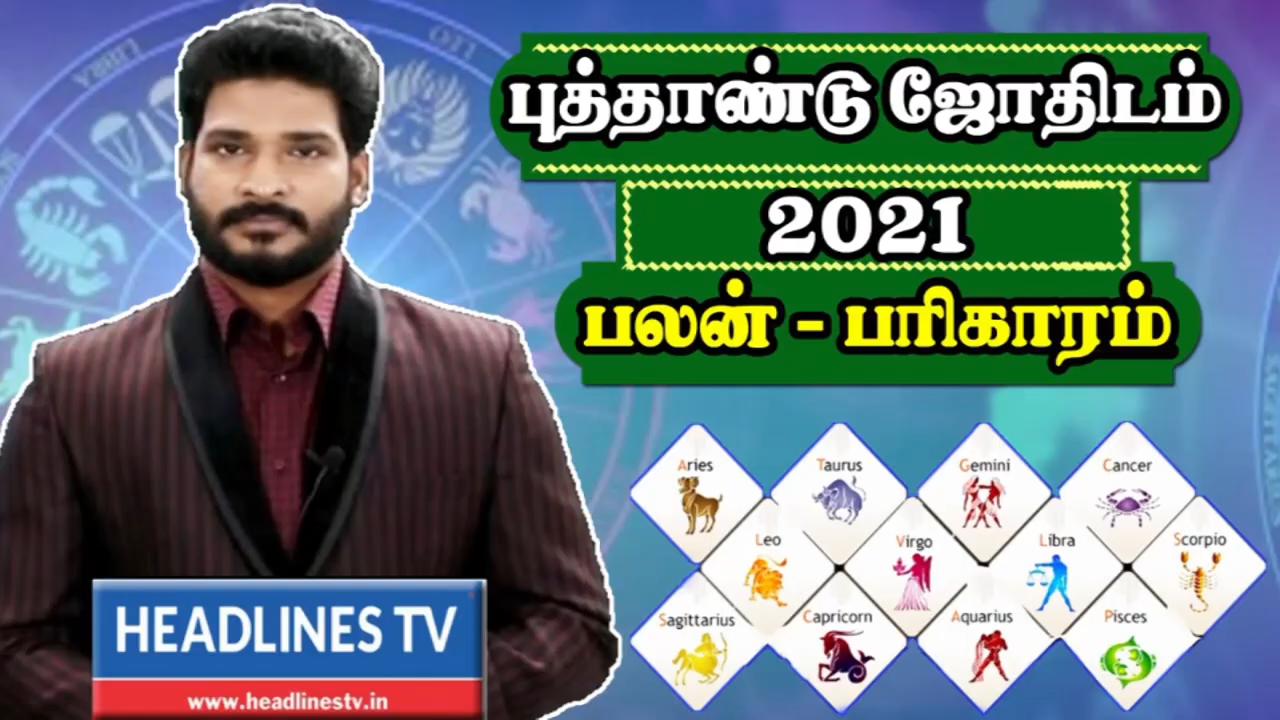 புத்தாண்டு ஜோதிடம்
2021
பலன் - பரிகாரம்
Aries
Taurus
Gemini
Cancer
Leo
Virgo
Libra
Scorpio
Sagittarius
Capricorn
Aquarius
Pisces
HEADLINES TV
www.headlinestv.in
LIBRA